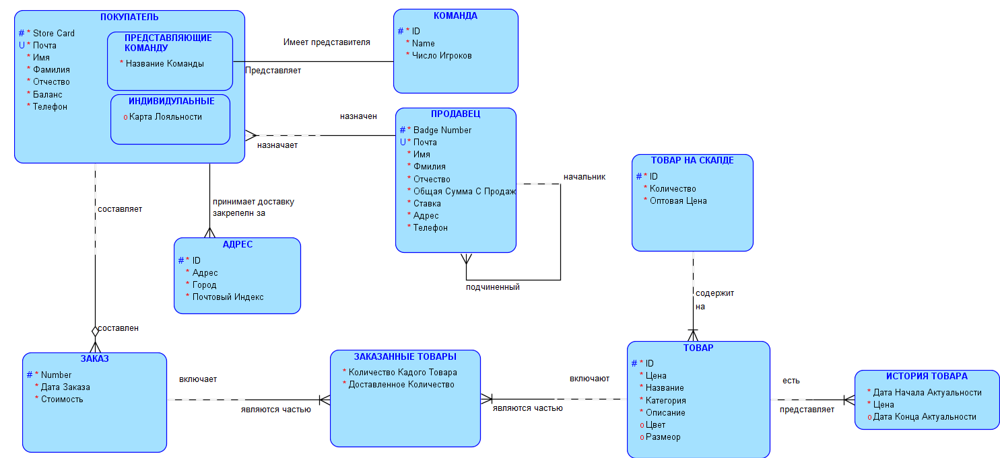 ПОКУПАТЕЛЬ
# * Store Card
U * Почта
* Имя
* Фамилия
* Отчество
* Баланс
* Телефон
ПРЕДСТАВЛЯЮЩИЕ
КОМАНДУ
* Название Команды
ИНДИВИДУЛАЬНЫЕ
o Карта Лояльности
Имеет представителя
Представляет
КОМАНДА
# * ID
* Name
* Число Игроков
назначен
назначает
ПРОДАВЕЦ
# * Badge Number
U * Почта
* Имя
* Фмилия
* Отчество
* Общая Сумма С Продаж
* Ставка
* Адрес
* Телефон
начальник
подчиненный
ТОВАР НА СКАЛДЕ
# * ID
* Количество
* Оптовая Цена
составляет
составлен
принимает доставку
закрепелн за
АДРЕС
# * ID
* Адрес
* Город
* Почтовый Индекс
содержит
на
ЗАКАЗ
# * Number
* Дата Заказа
* Стоимость
включает
являются частью
ЗАКАЗАННЫЕ ТОВАРЫ
* Количество Кадого Товара
* Доставленное Количество
включают
являются частью
ТОВАР
# * ID
* Цена
* Название
* Категория
* Описание
o Цвет
o Размеор
есть
представляет
ИСТОРИЯ ТОВАРА
* Дата Начала Актуальности
* Цена
o Дата Конца Актуальности